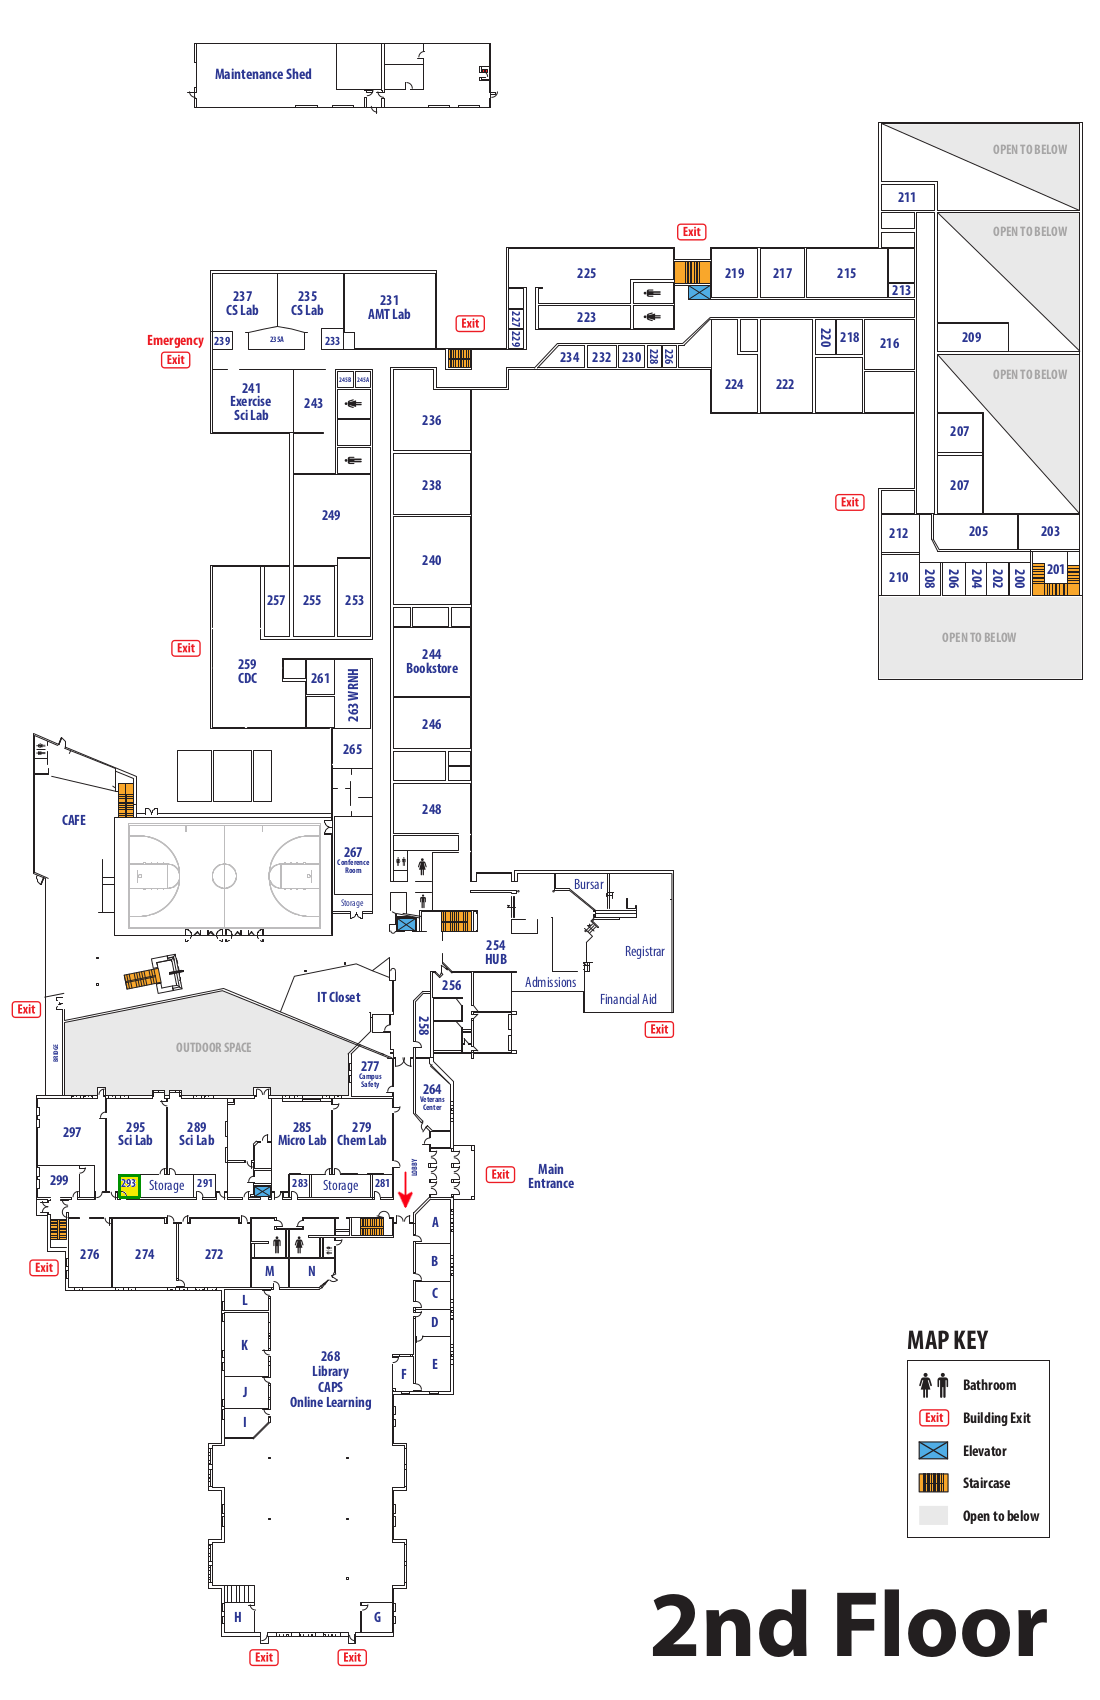 Maintenance Shed
OPEN TO BELOW
211
OPEN TO BELOW
Exit
225
219
217
215
213
237
CS Lab
235
CS Lab
231
AMT Lab
227
223
229
Exit
Emergency
Exit
239
235A
233
220
218
216
209
234
232
230
228
226
OPEN TO BELOW
224
222
241
Exercise
Sci Lab
243
245B
245A
236
207
238
207
Exit
249
212
205
203
240
210
208
206
204
202
200
201
257
255
253
OPEN TO BELOW
Exit
244
Bookstore
259
CDC
261
263 WRNH
246
265
CAFE
248
267
Conference
Room
Storage
Bursar
254
HUB
Registrar
Admissions
256
Financial Aid
IT Closet
Exit
258
Exit
OUTDOOR SPACE
BRIDGE
277
Campus
Safety
264
Veterans
Center
297
295
Sci Lab
289
Sci Lab
285
Micro Lab
279
Chem Lab
LOBBY
Exit
Main
Entrance
299
293
Storage
291
283
Storage
281
A
276
274
272
B
Exit
M
N
C
L
D
K
268
Library
CAPS
Online Learning
E
F
J
I
H
G
Exit
Exit
MAP KEY
Bathroom
Exit
Building Exit
Elevator
Staircase
Open to below
2nd Floor